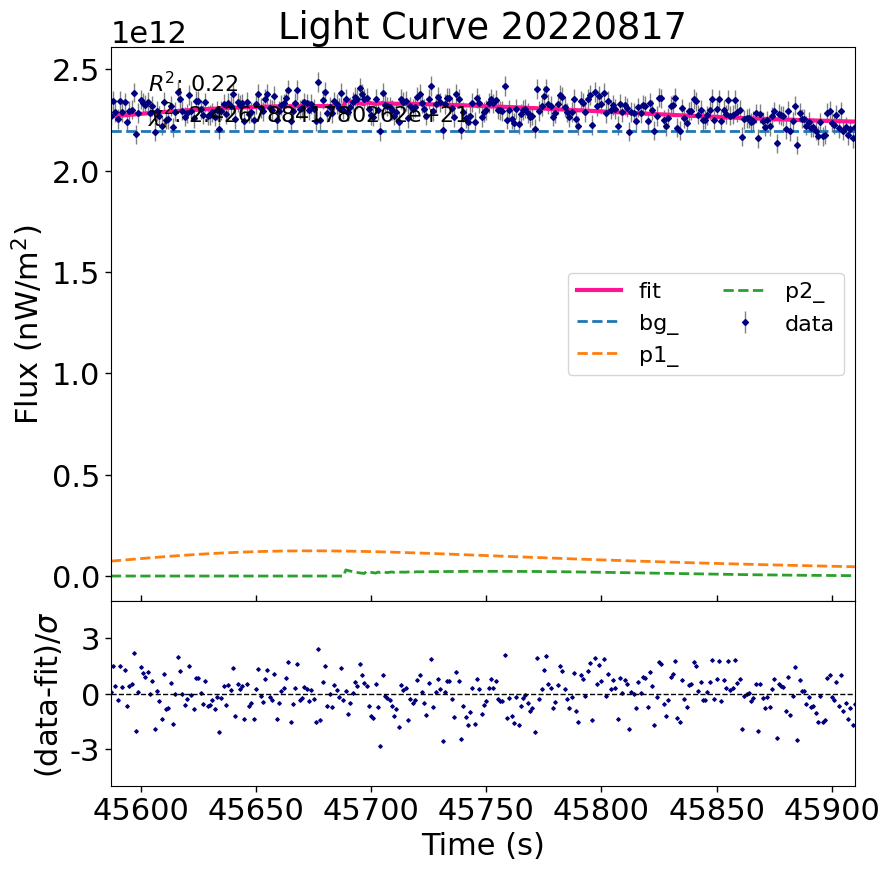 Light Curve 20220817
1e12
R²: 0.22
2.5
2.0
1.5
1.0
0.5
0.0
Flux (nW/m²)
fit
bg_
p1_
p2_
data
3
0
-3
(data-fit)/σ
45600 45650 45700 45750 45800 45850 45900
Time (s)